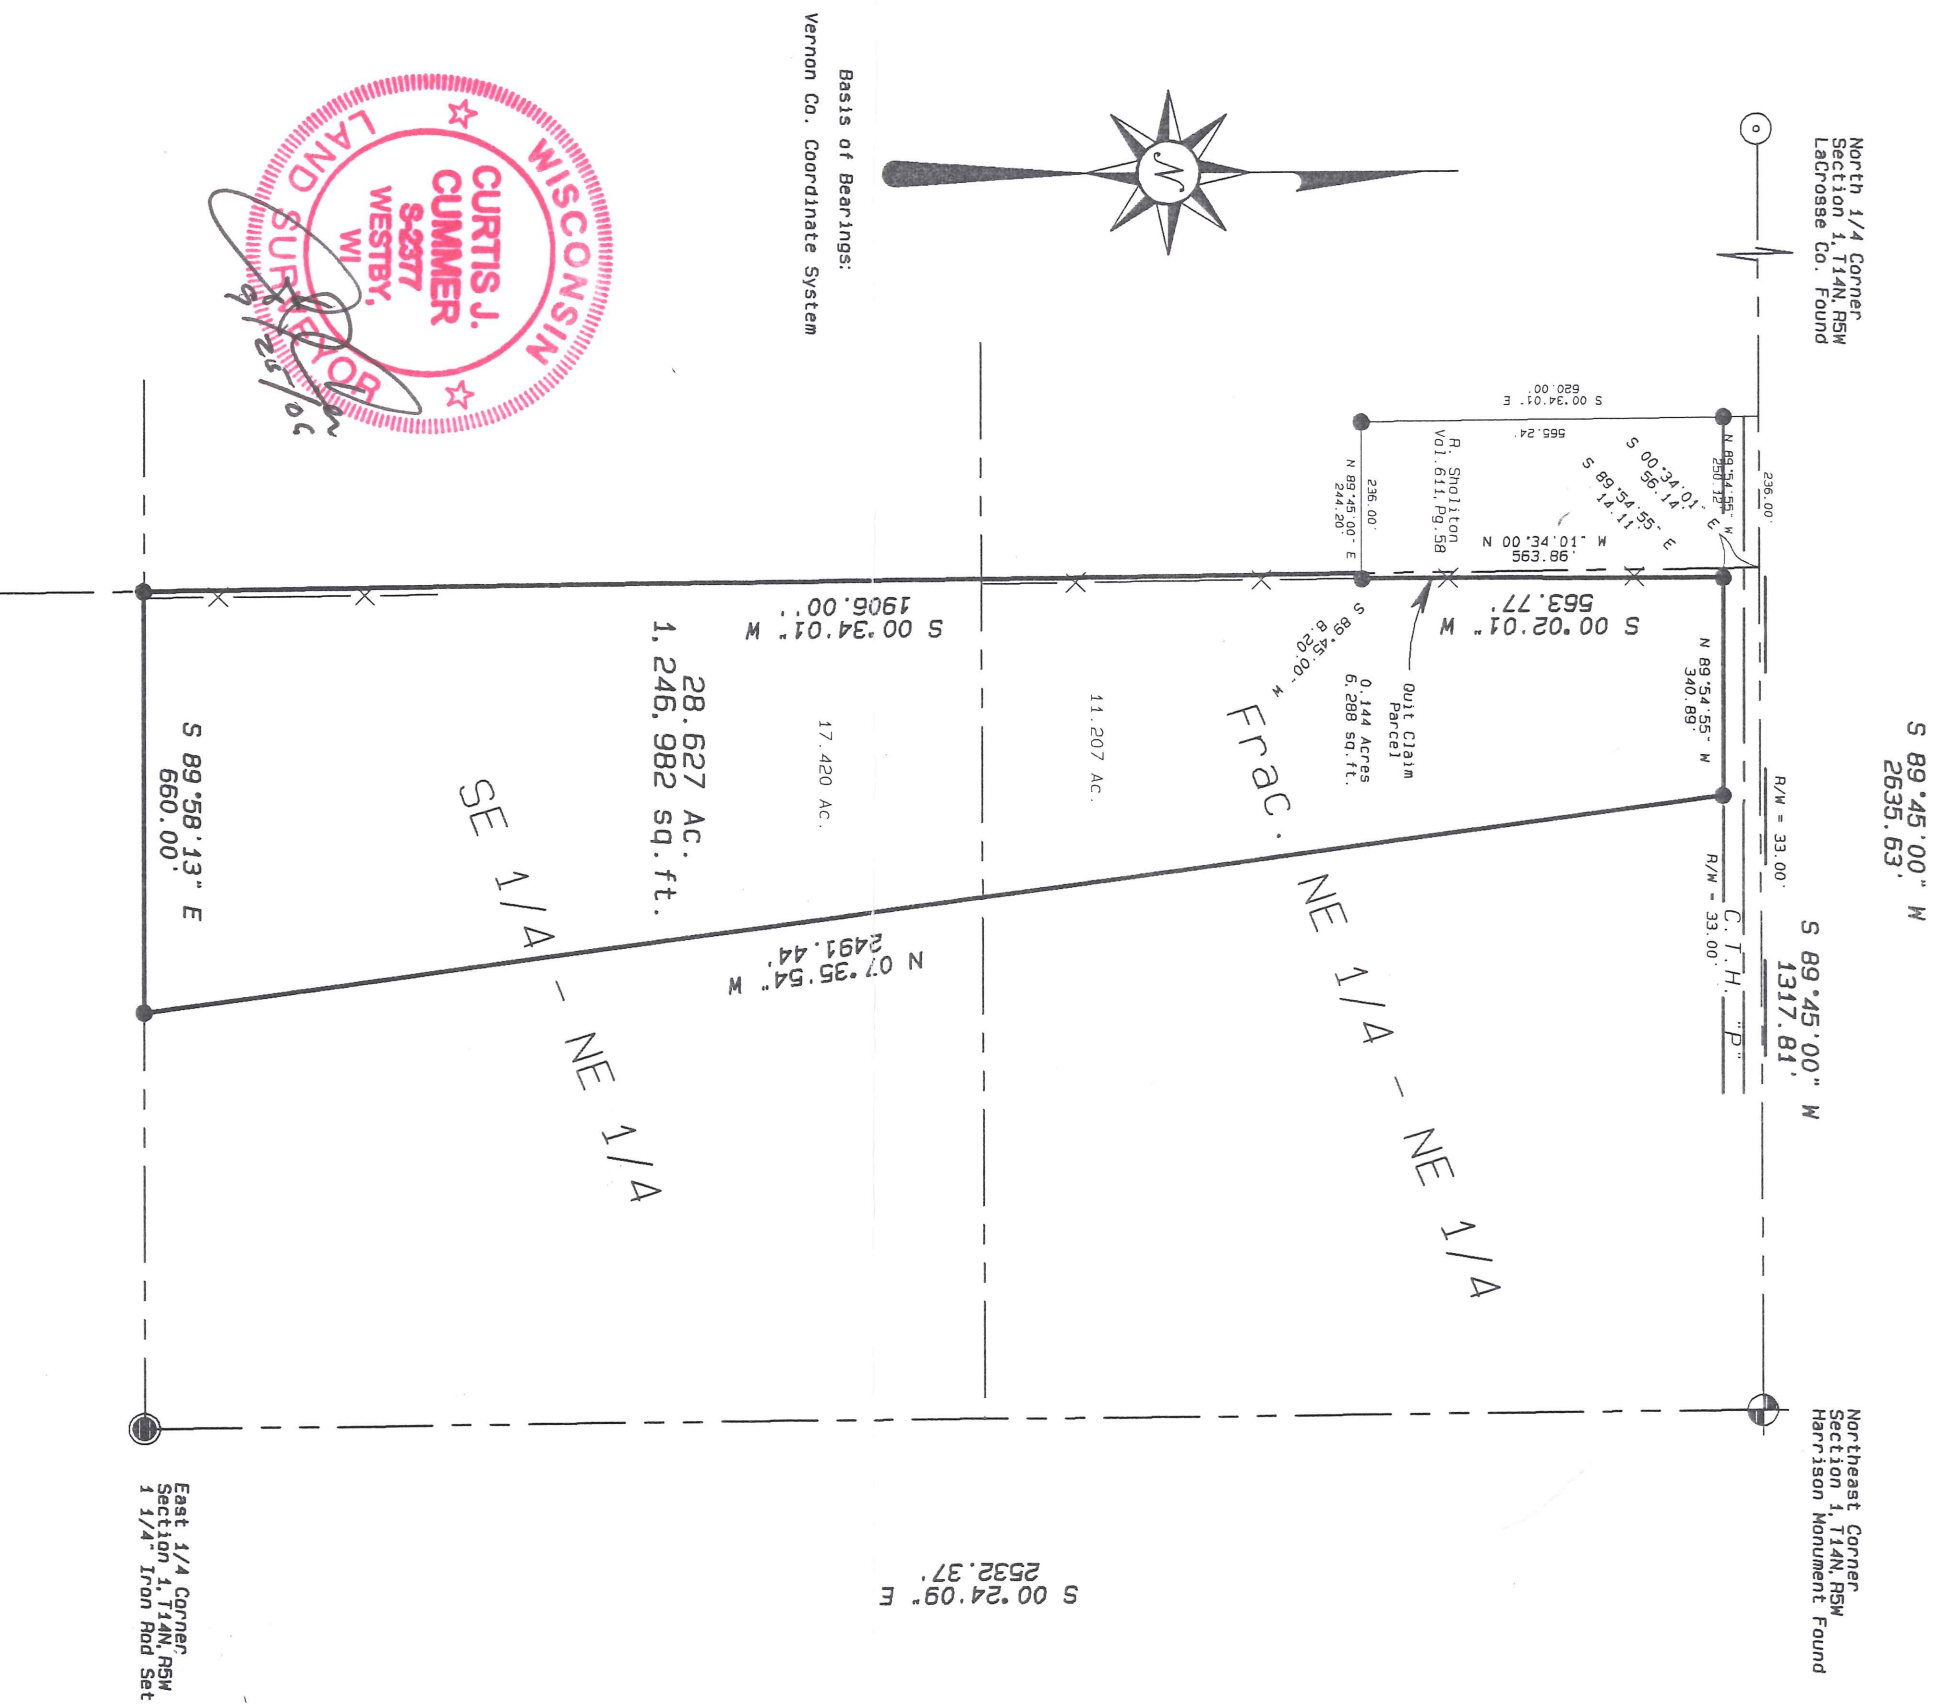 North 1/4 Corner
Section 1, T14N, R5W
LaCrosse Co. Found
S 89°45'00" W
2635.63'
S 89°45'00" W
1317.81'
Northeast Corner
Section 1, T14N, R5W
Harrison Monument Found
236.00'
R/W = 33.00'
C.T.H. "P"
R/W = 33.00'
N 89°54'55" W
250.12'
S 00°34'01" E
56.14'
S 89°54'55" E
14.11'
N 89°54'55" W
340.89'
S 00°34'01" E
620.00'
565.24'
R. Sholiton
Vol.611, Pg.58
N 00°34'01" W
563.98'
236.00'
N 89°45'00" E
244.20'
S 00°02'01" W
563.77'
S 89°45'00" W
8.20'
Quit Claim
Parcel
0.144 Acres
6,288 sq.ft.
Frac. NE 1/4 - NE 1/4
11.207 Ac.
N
Basis of Bearings:
Vernon Co. Coordinate System
S 00°34'01" W
1906.00'
17.420 Ac.
28.627 Ac.
1,246,982 sq.ft.
N 07°35'54" W
2491.44'
SE 1/4 - NE 1/4
S 89°58'13" E
660.00'
S 00°24'09" E
2532.37'
East 1/4 Corner,
Section 1, T14N, R5W
1 1/4" Iron Rod Set
WISCONSIN
CURTIS J.
CUMMER
S-2377
WESTBY,
WI
LAND SURVEYOR
9/25/06